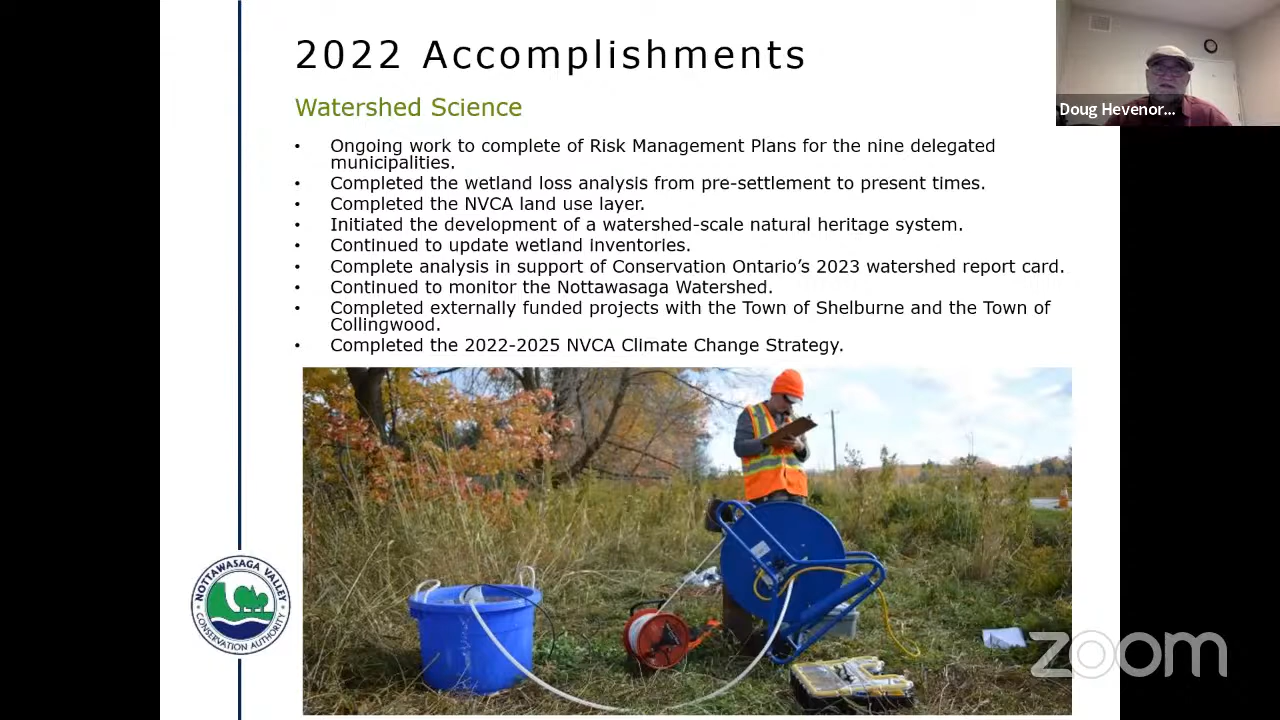 2022 Accomplishments
Watershed Science
• Ongoing work to complete of Risk Management Plans for the nine delegated
municipalities.
• Completed the wetland loss analysis from pre-settlement to present times.
• Completed the NVCA land use layer.
• Initiated the development of a watershed-scale natural heritage system.
• Continued to update wetland inventories.
• Complete analysis in support of Conservation Ontario’s 2023 watershed report card.
• Continued to monitor the Nottawasaga Watershed.
• Completed externally funded projects with the Town of Shelburne and the Town of
Collingwood.
• Completed the 2022-2025 NVCA Climate Change Strategy.
Doug Hevenor...
NOTTAWASAGA VALLEY
CONSERVATION AUTHORITY
zoom